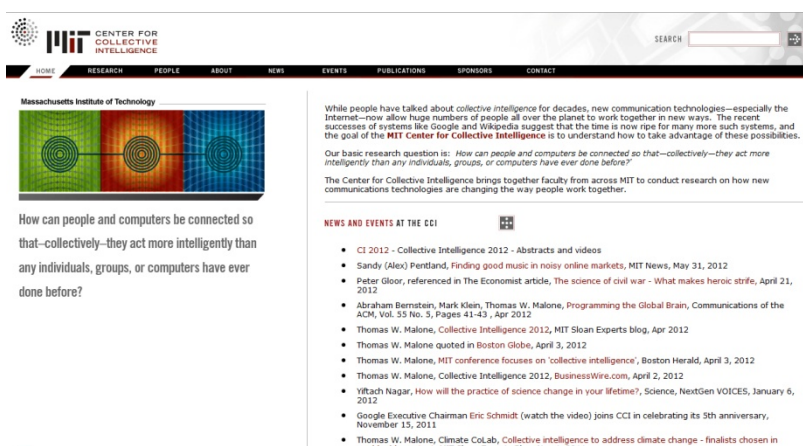 CENTER FOR
COLLECTIVE
INTELLIGENCE
SEARCH
HOME RESEARCH PEOPLE ABOUT NEWS EVENTS PUBLICATIONS SPONSORS CONTACT
Massachusetts Institute of Technology
How can people and computers be connected so
that–collectively–they act more intelligently than
any individuals, groups, or computers have ever
done before?
While people have talked about collective intelligence for decades, new communication technologies—especially the
Internet—now allow huge numbers of people all over the planet to work together in new ways. The recent
successes of systems like Google and Wikipedia suggest that the time is now ripe for many more such systems, and
the goal of the MIT Center for Collective Intelligence is to understand how to take advantage of these possibilities.
Our basic research question is: How can people and computers be connected so that—collectively—they act more
intelligently than any individuals, groups, or computers have ever done before?
The Center for Collective Intelligence brings together faculty from across MIT to conduct research on how new
communications technologies are changing the way people work together.
NEWS AND EVENTS AT THE CCI
• CI 2012 - Collective Intelligence 2012 - Abstracts and videos
• Sandy (Alex) Pentland, Finding good music in noisy online markets, MIT News, May 31, 2012
• Peter Gloor, referenced in The Economist article, The science of civil war - What makes heroic strife, April 21,
2012
• Abraham Bernstein, Mark Klein, Thomas W. Malone, Programming the Global Brain, Communications of the
ACM, Vol. 55 No. 5, Pages 41-43 , Apr 2012
• Thomas W. Malone, Collective Intelligence 2012, MIT Sloan Experts blog, Apr 2012
• Thomas W. Malone quoted in Boston Globe, April 3, 2012
• Thomas W. Malone, MIT conference focuses on 'collective intelligence', Boston Herald, April 3, 2012
• Thomas W. Malone, Collective Intelligence 2012, BusinessWire.com, April 2, 2012
• Yiftach Nagar, How will the practice of science change in your lifetime?, Science, NextGen VOICES, January 6,
2012
• Google Executive Chairman Eric Schmidt (watch the video) joins CCI in celebrating its 5th anniversary,
November 15, 2011
• Thomas W. Malone, Climate CoLab, Collective intelligence to address climate change - finalists chosen in